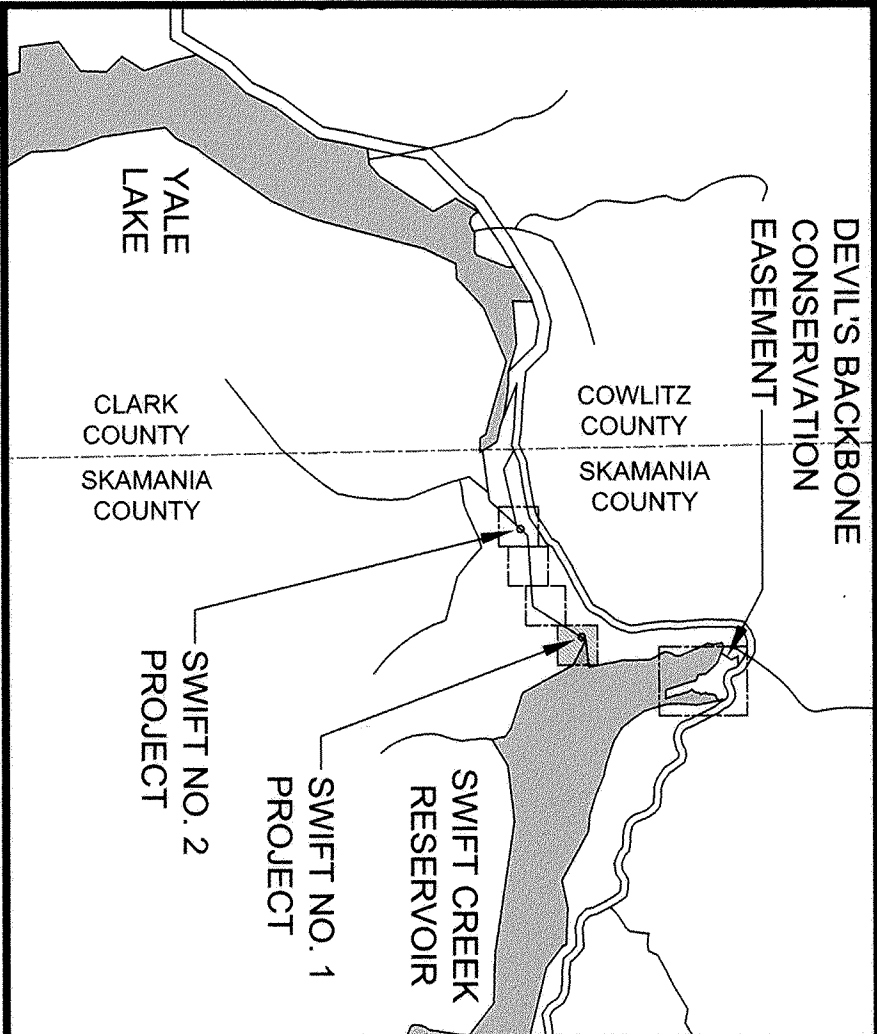 DEVIL'S BACKBONE
CONSERVATION
EASEMENT
YALE
LAKE
COWLITZ
COUNTY
CLARK
COUNTY
SKAMANIA
COUNTY
SKAMANIA
COUNTY
SWIFT NO. 2
PROJECT
SWIFT NO. 1
PROJECT
SWIFT CREEK
RESERVOIR